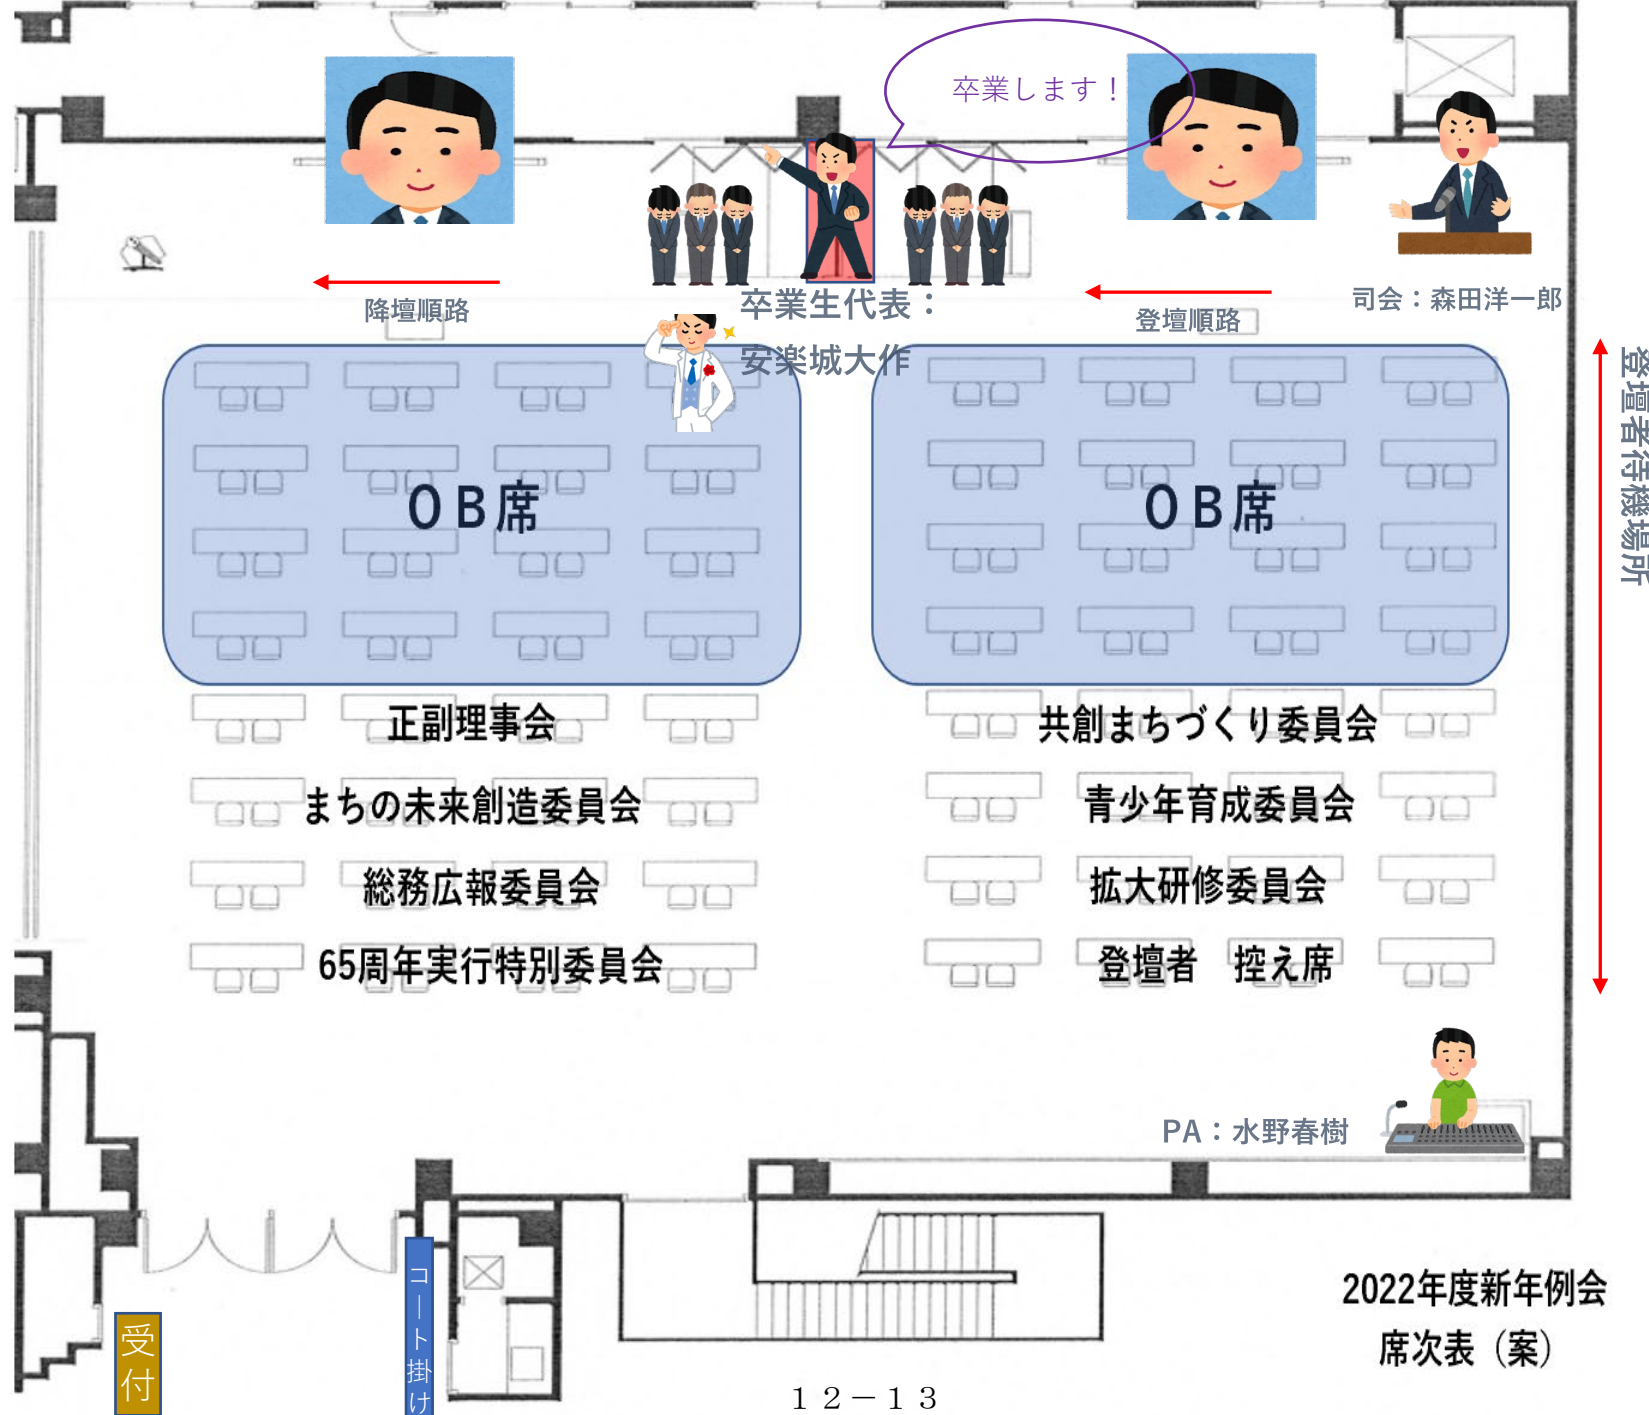 卒業します！
降壇順路
卒業生代表：
安楽城大作
登壇順路
司会：森田洋一郎
登壇者待機場所
ＯＢ席
ＯＢ席
正副理事会
共創まちづくり委員会
まちの未来創造委員会
青少年育成委員会
総務広報委員会
拡大研修委員会
65周年実行特別委員会
登壇者　控え席
PA：水野春樹
コート掛け
受付
2022年度新年例会
席次表（案）
１２－１３